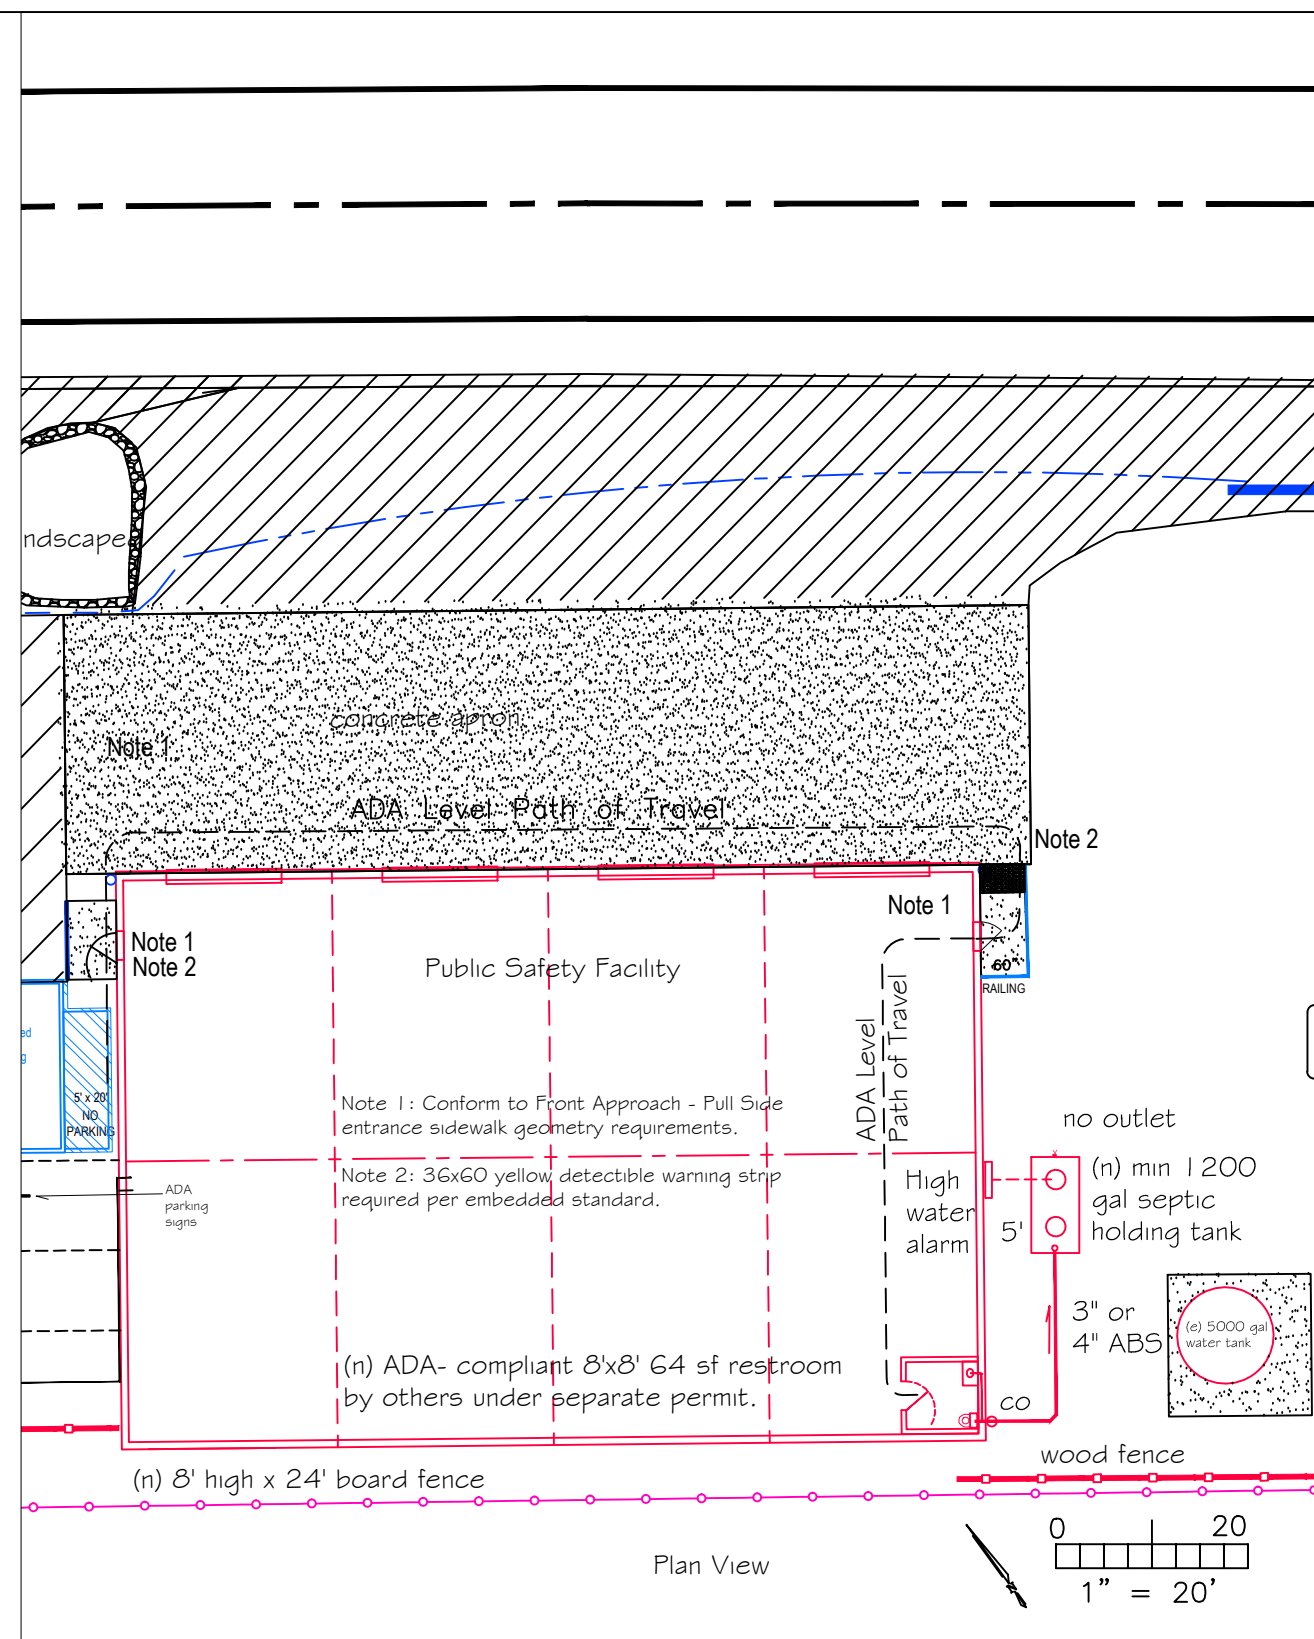 ndscape
concrete apron
Note 1
ADA Level Path of Travel
Note 2
Note 1
Note 1
Note 2
Public Safety Facility
60"
RAILING
ed
g
5' x 20'
NO
PARKING
ADA Level
Path of Travel
Note 1: Conform to Front Approach - Pull Side
entrance sidewalk geometry requirements.
Note 2: 36x60 yellow detectible warning strip
required per embedded standard.
ADA
parking
signs
High
water
alarm
no outlet
(n) min 1200
gal septic
holding tank
5'
3" or
4" ABS
(e) 5000 gal
water tank
(n) ADA- compliant 8'x8' 64 sf restroom
by others under separate permit.
co
wood fence
(n) 8' high x 24' board fence
Plan View
0 20
1" = 20'